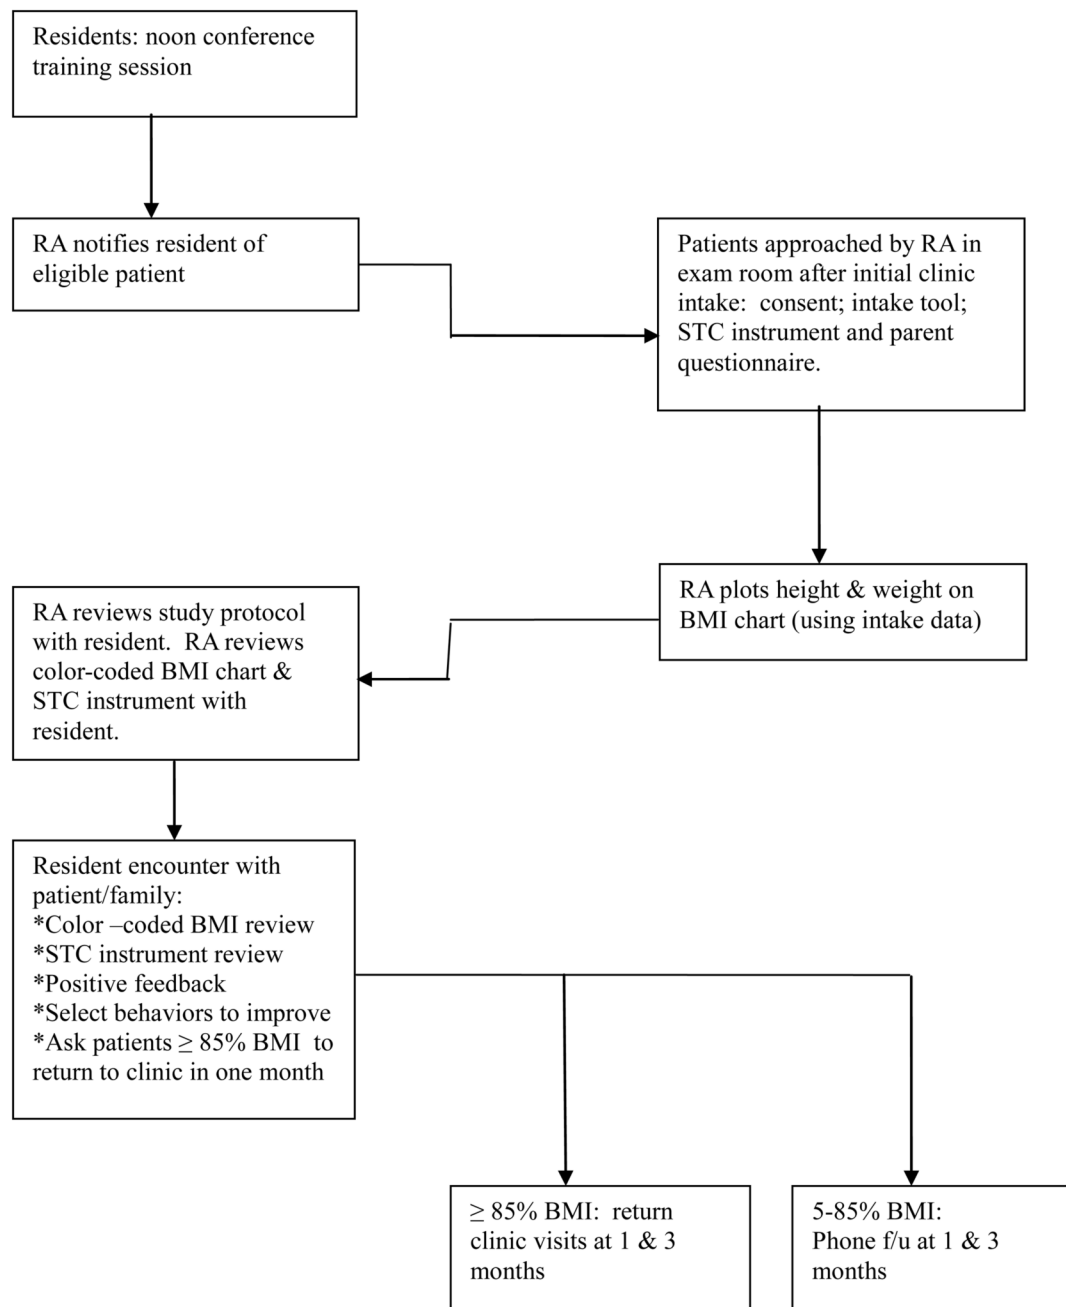 Residents: noon conference
training session
RA notifies resident of
eligible patient
Patients approached by RA in
exam room after initial clinic
intake: consent; intake tool;
STC instrument and parent
questionnaire.
RA plots height & weight on
BMI chart (using intake data)
RA reviews study protocol
with resident. RA reviews
color-coded BMI chart &
STC instrument with
resident.
Resident encounter with
patient/family:
*Color –coded BMI review
*STC instrument review
*Positive feedback
*Select behaviors to improve
*Ask patients ≥ 85% BMI to
return to clinic in one month
≥ 85% BMI: return
clinic visits at 1 & 3
months
5-85% BMI:
Phone f/u at 1 & 3
months